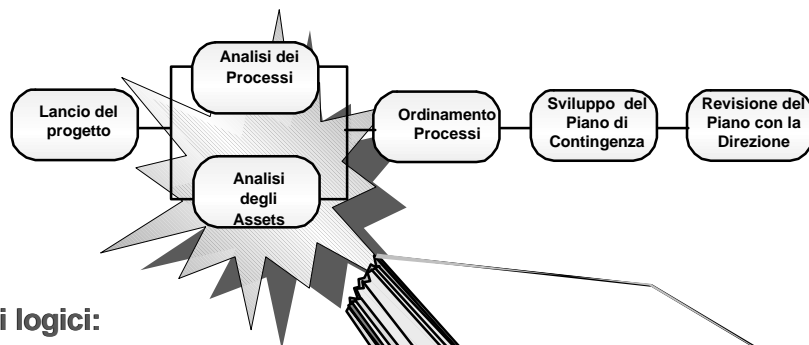 Analisi dei
Processi
Lancio del
progetto
Ordinamento
Processi
Sviluppo del
Piano di
Contingenza
Revisione del
Piano con la
Direzione
Analisi
degli
Assets
i logici: